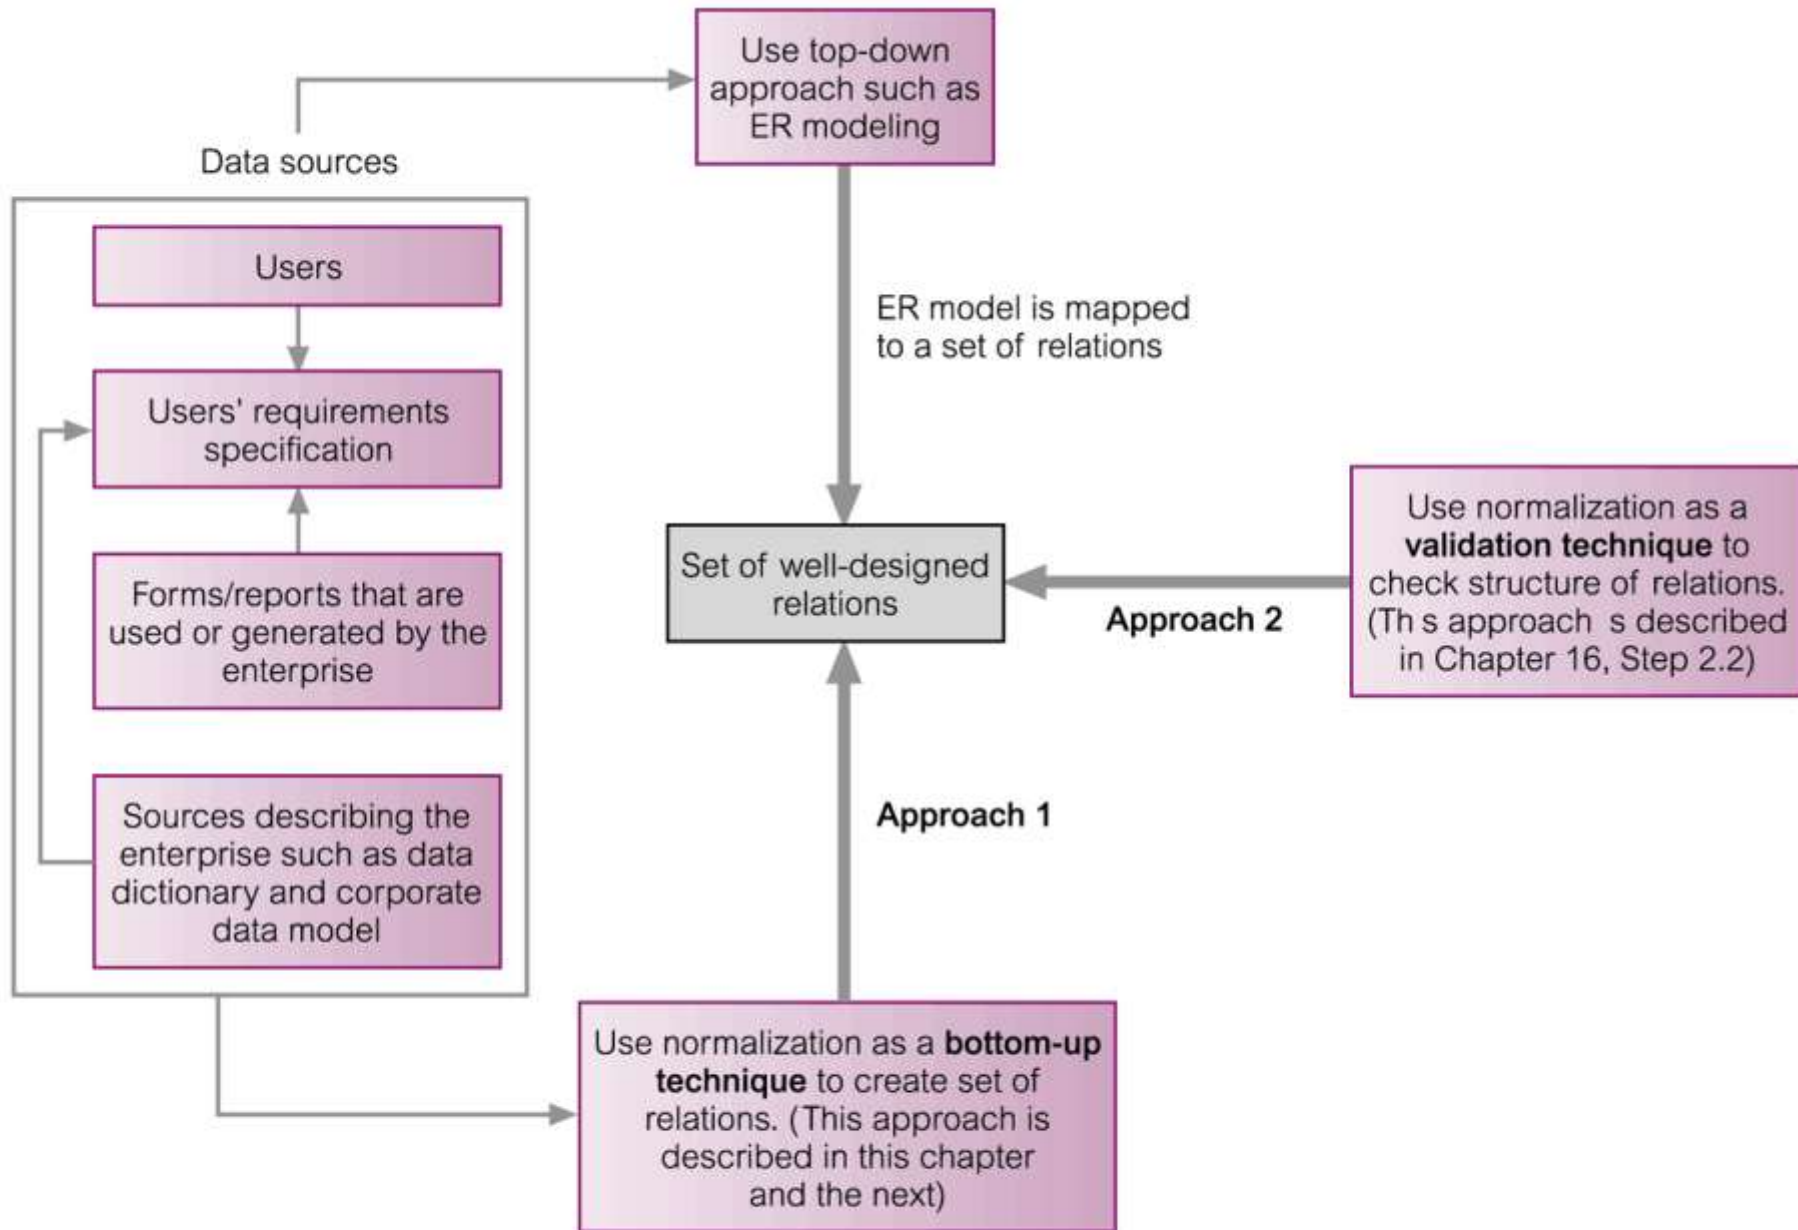 Use top-down
approach such as
ER modeling
Data sources
Users
Users' requirements
specification
Forms/reports that are
used or generated by the
enterprise
Sources describing the
enterprise such as data
dictionary and corporate
data model
ER model is mapped
to a set of relations
Set of well-designed
relations
Approach 2
Use normalization as a
validation technique to
check structure of relations.
(Th s approach  s described
in Chapter 16, Step 2.2)
Approach 1
Use normalization as a bottom-up
technique to create set of
relations. (This approach is
described in this chapter
and the next)